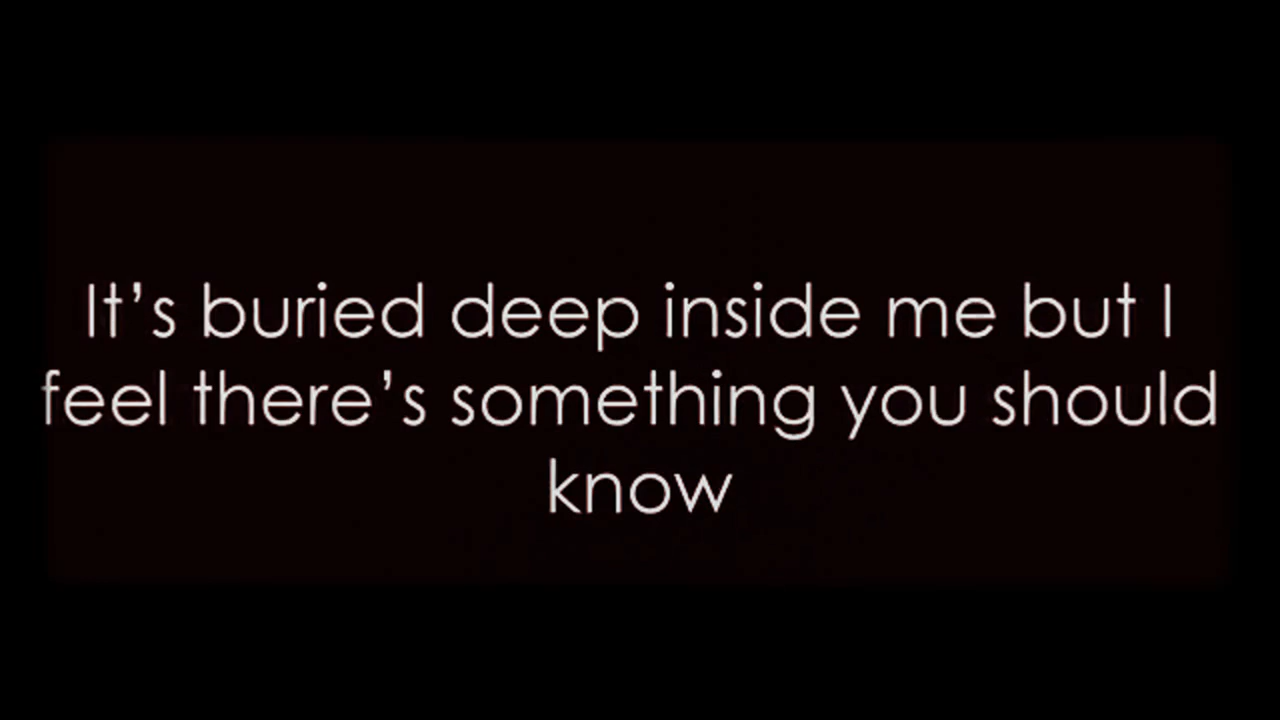 It’s buried deep inside me but I
feel there’s something you should
know